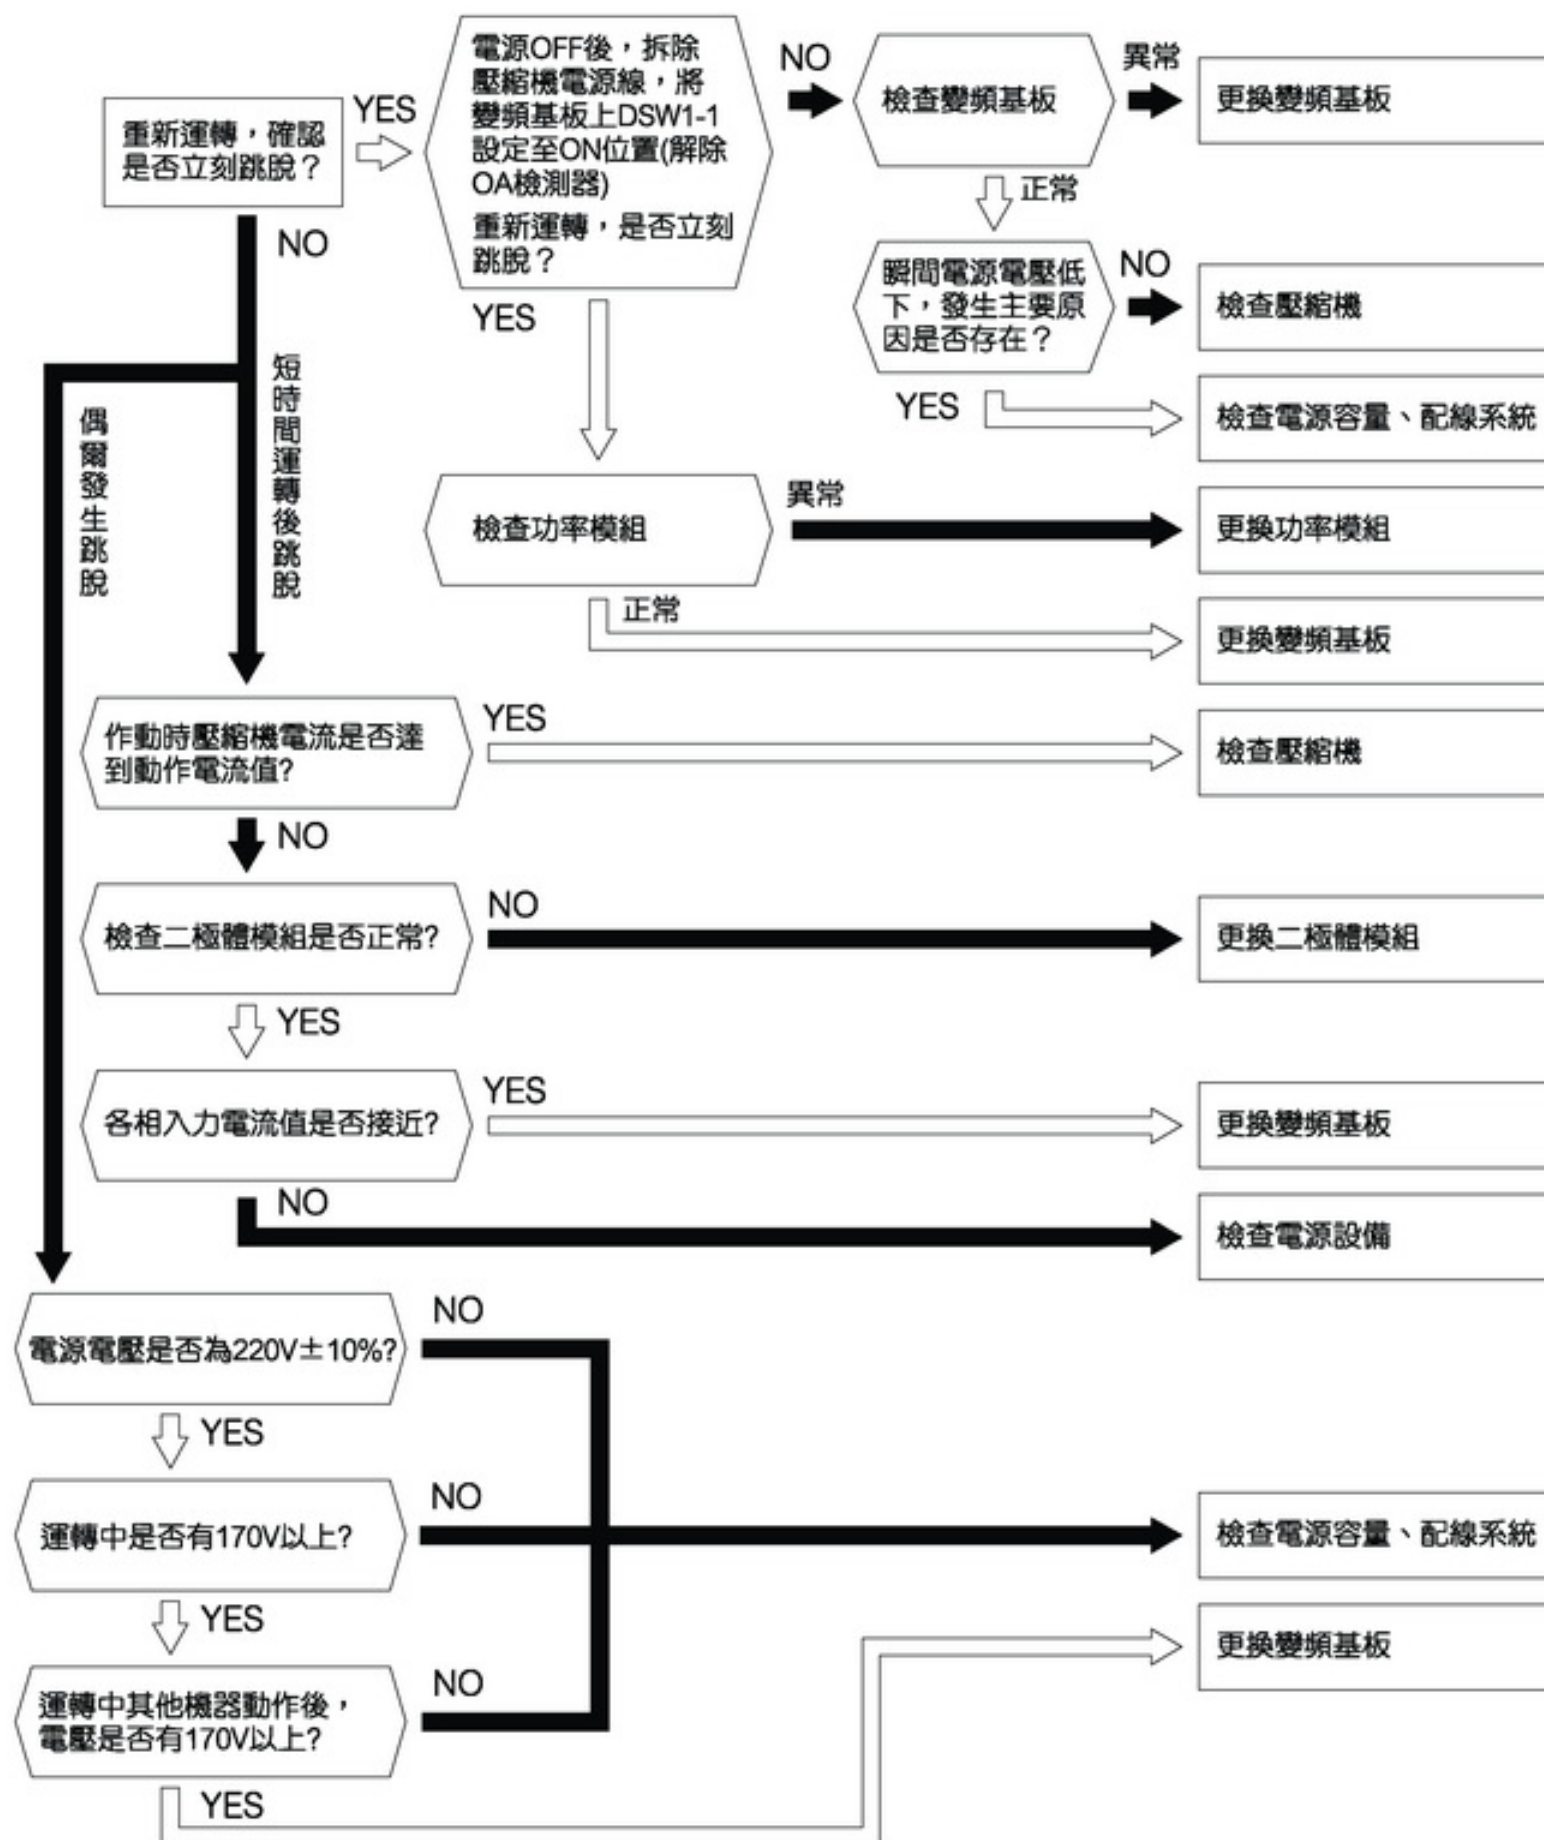 電源OFF後，拆除
壓縮機電源線，將
變頻基板上DSW1-1
設定至ON位置(解除
OA檢測器)
重新運轉，是否立刻
跳脫？
NO
檢查變頻基板
異常
更換變頻基板
重新運轉，確認
是否立刻跳脫？
YES
正常
NO
瞬間電源電壓低
下，發生主要原
因是否存在？
NO
檢查壓縮機
YES
YES
檢查電源容量、配線系統
短時間運轉後跳脫
偶爾發生跳脫
檢查功率模組
異常
更換功率模組
正常
更換變頻基板
作動時壓縮機電流是否達
到動作電流值?
YES
檢查壓縮機
NO
檢查二極體模組是否正常?
NO
更換二極體模組
YES
各相入力電流值是否接近?
YES
更換變頻基板
NO
檢查電源設備
電源電壓是否為220V±10%?
NO
YES
運轉中是否有170V以上?
NO
檢查電源容量、配線系統
YES
更換變頻基板
運轉中其他機器動作後，
電壓是否有170V以上?
NO
YES